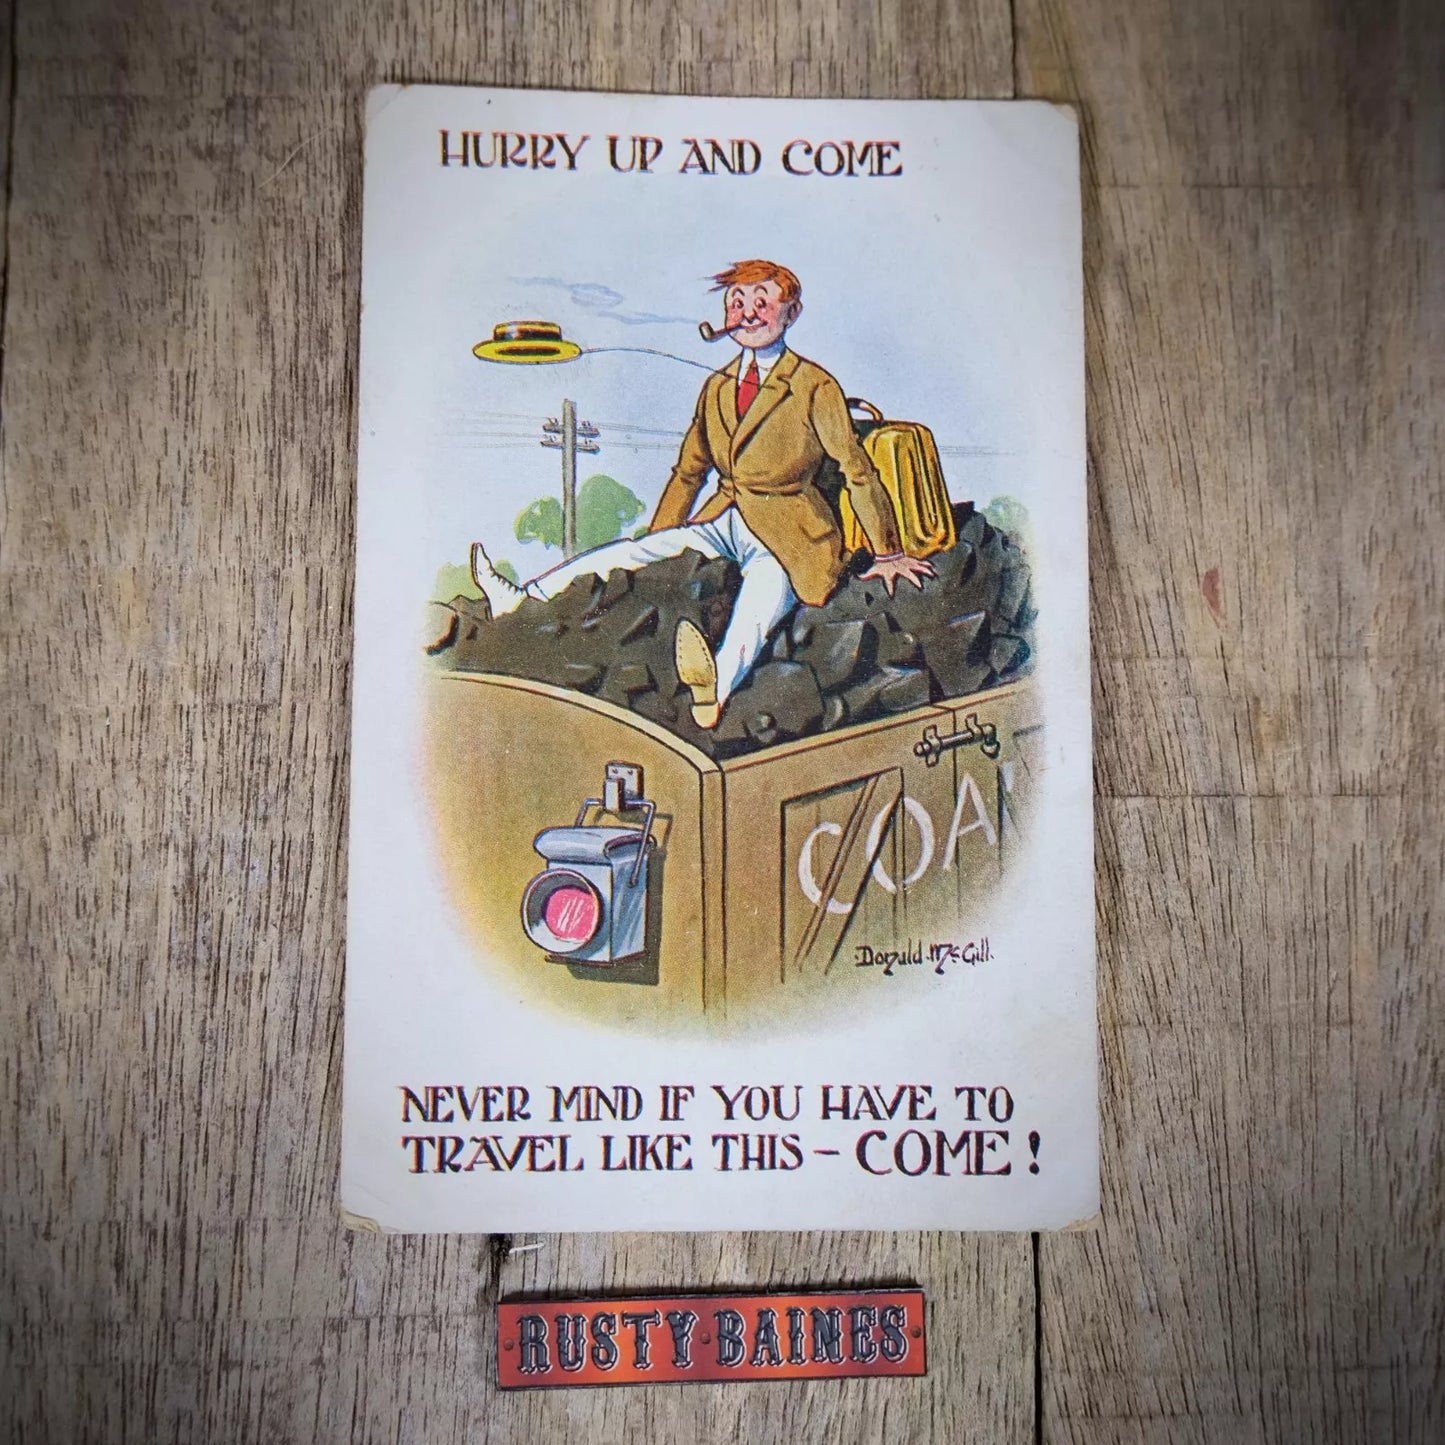 HURRY UP AND COME
COA
Donald McGill.
NEVER MIND IF YOU HAVE TO
TRAVEL LIKE THIS – COME!
RUSTY·BAINES